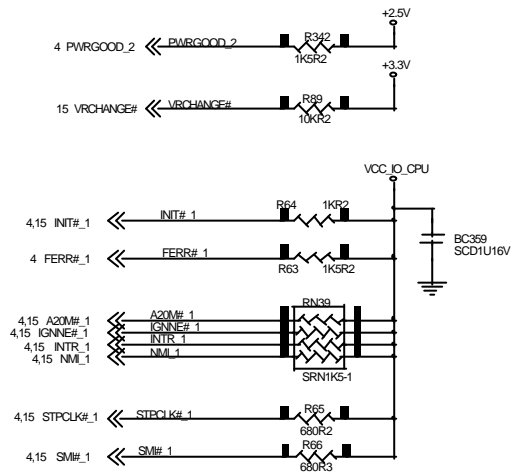 +2.5V
4 PWRGOOD_2 PWRGOOD_2 R342
1K5R2
+3.3V
15 VRCHANGE# VRCHANGE# R89
10KR2
VCC_IO_CPU
4,15 INIT#_1 INIT#_1 R64 1KR2
BC359
SCD1U16V
4 FERR#_1 FERR#_1 R63 1K5R2
RN39
4,15 A20M#_1 A20M#_1
4,15 IGNNE#_1 IGNNE#_1
4,15 INTR_1 INTR_1
4,15 NMI_1 NMI_1
SRN1K5-1
4,15 STPCLK#_1 STPCLK#_1 R65
680R2
4,15 SMI#_1 SMI#_1 R66
680R3